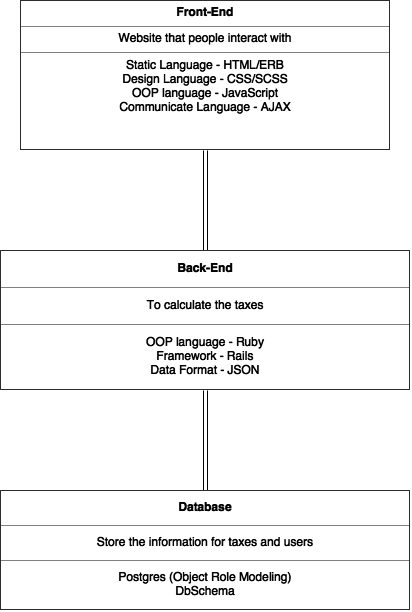 Front-End
Website that people interact with
Static Language - HTML/ERB
Design Language - CSS/SCSS
OOP language - JavaScript
Communicate Language - AJAX
Back-End
To calculate the taxes
OOP language - Ruby
Framework - Rails
Data Format - JSON
Database
Store the information for taxes and users
Postgres (Object Role Modeling)
DbSchema